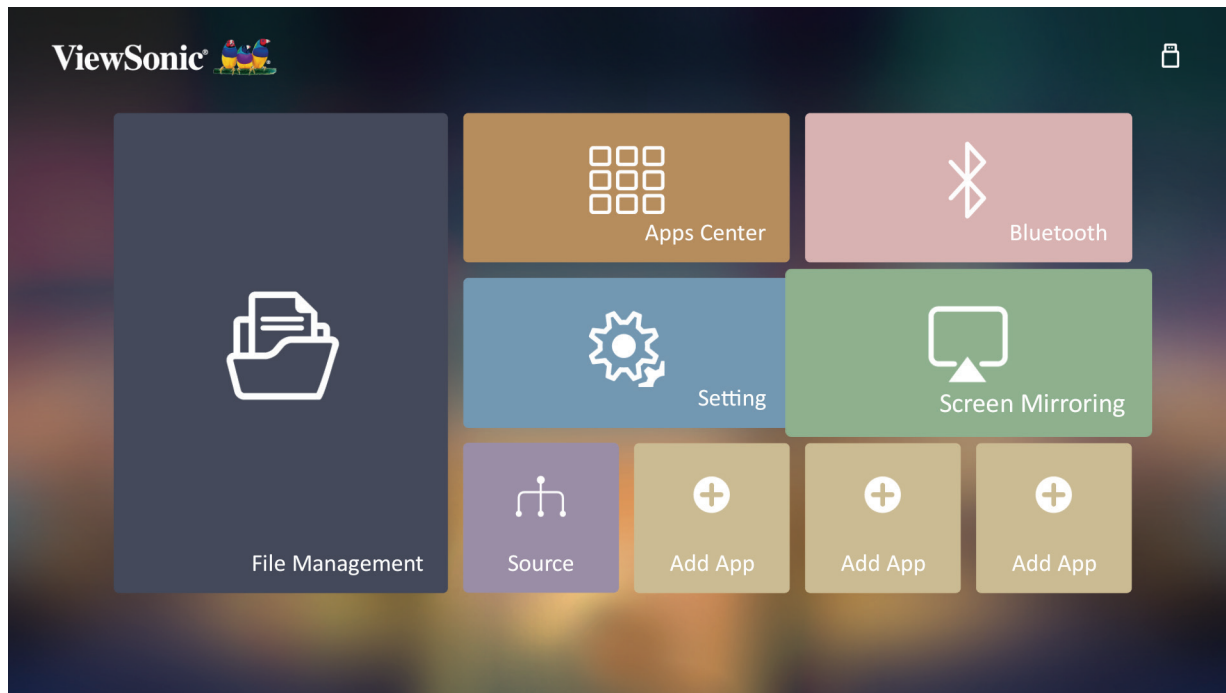 ViewSonic®
Apps Center
Bluetooth
Setting
Screen Mirroring
File Management
Source
Add App
Add App
Add App